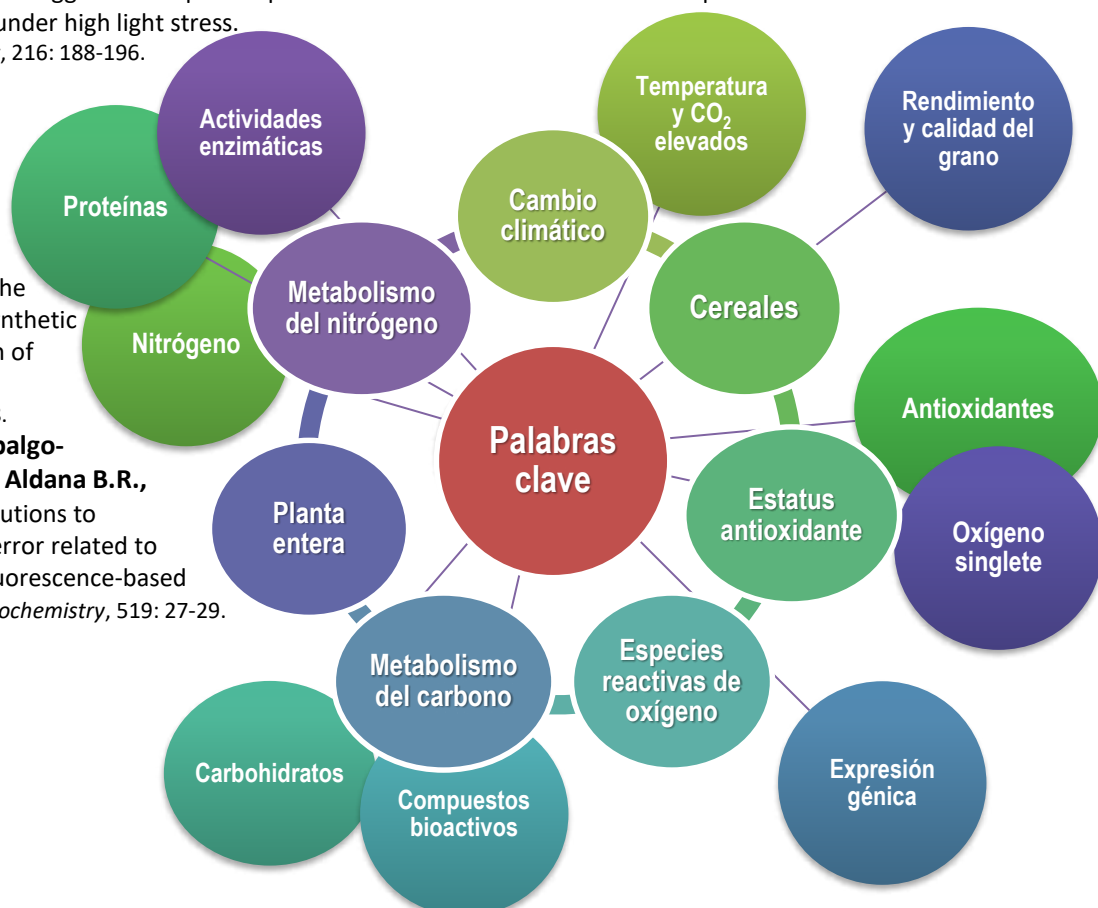 under high light stress.
, 216: 188-196.
Actividades
enzimáticas
Temperatura
y CO₂
elevados
Rendimiento
y calidad del
grano
Proteínas
Cambio
climático
Metabolismo
del nitrógeno
Cereales
Nitrógeno
he
nthetic
n of
s.
palgo-
Aldana B.R.,
utions to
error related to
uorescence-based
ochemistry, 519: 27-29.
Palabras
clave
Antioxidantes
Planta
entera
Estatus
antioxidante
Oxígeno
singlete
Metabolismo
del carbono
Especies
reactivas de
oxígeno
Carbohidratos
Compuestos
bioactivos
Expresión
génica